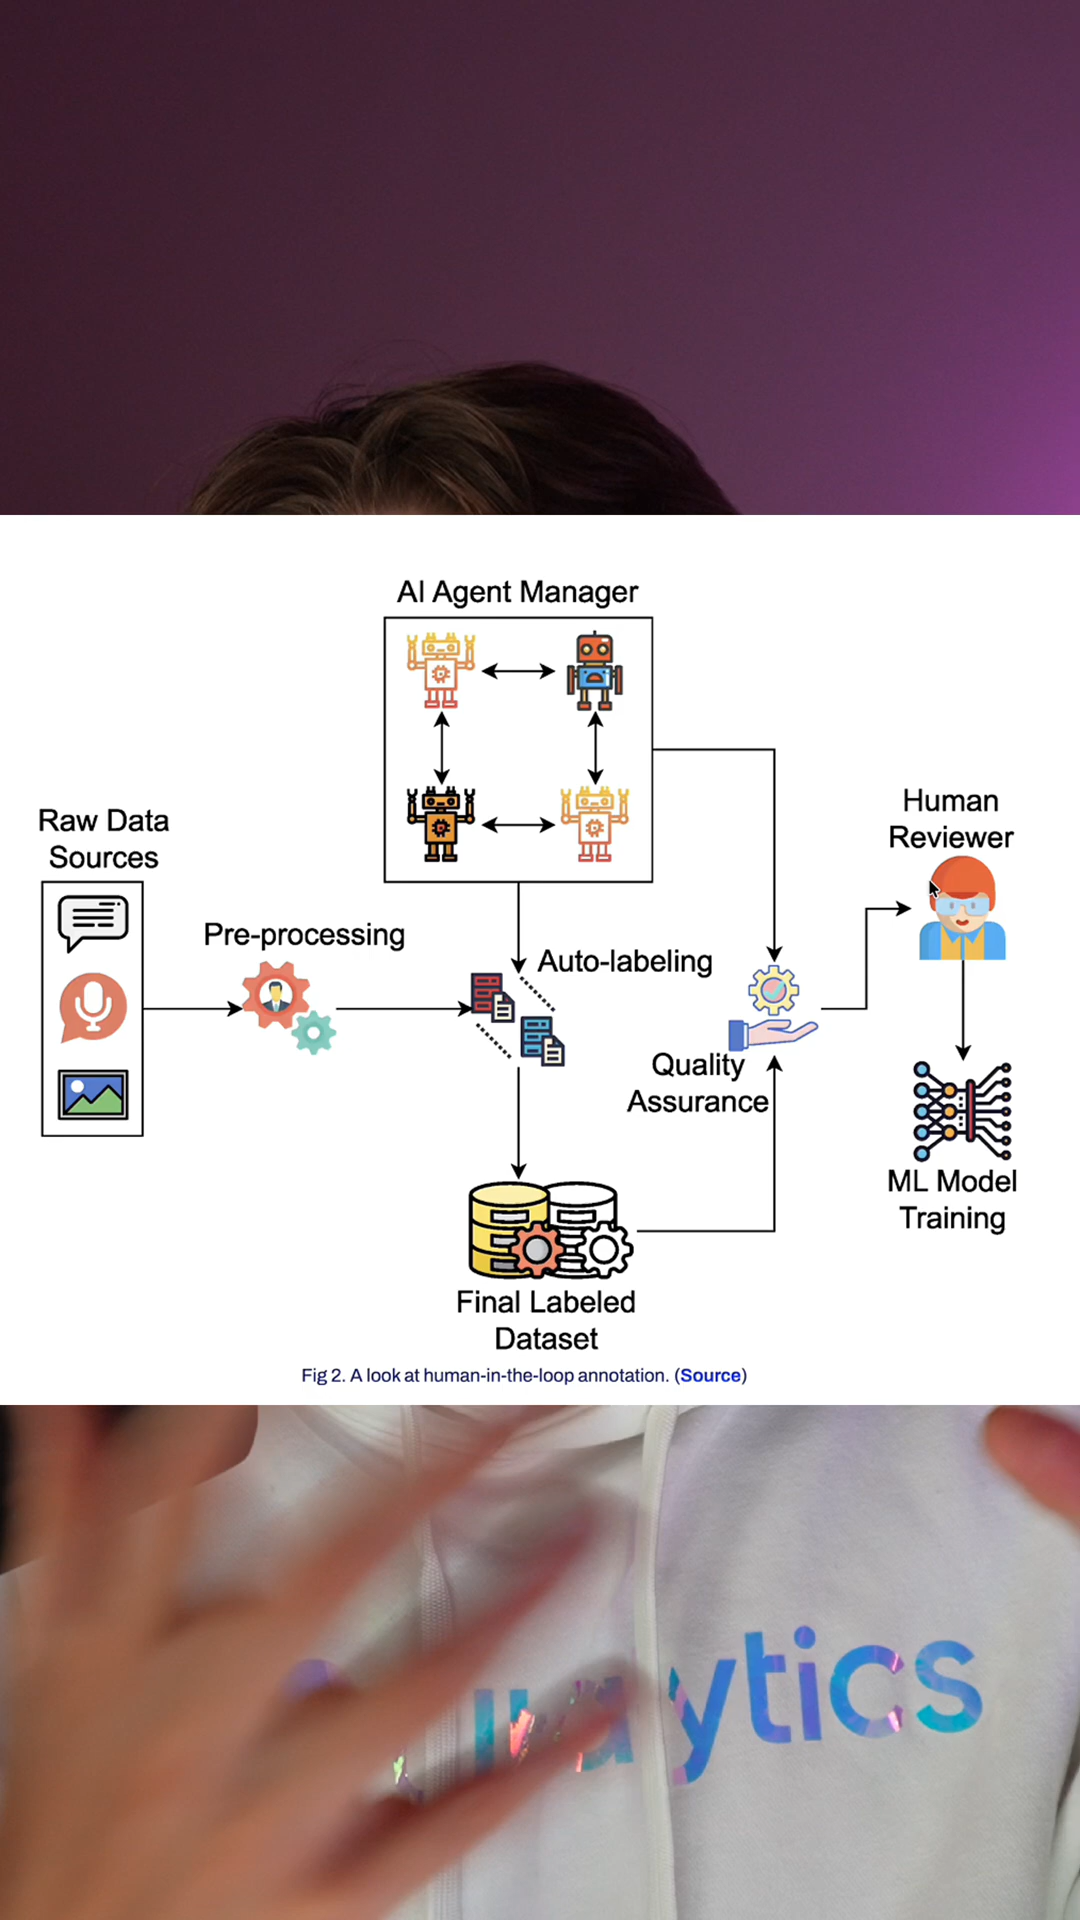 AI Agent Manager
Raw Data
Sources
Pre-processing
Auto-labeling
Human
Reviewer
Quality
Assurance
ML Model
Training
Final Labeled
Dataset
Fig 2. A look at human-in-the-loop annotation. (Source)